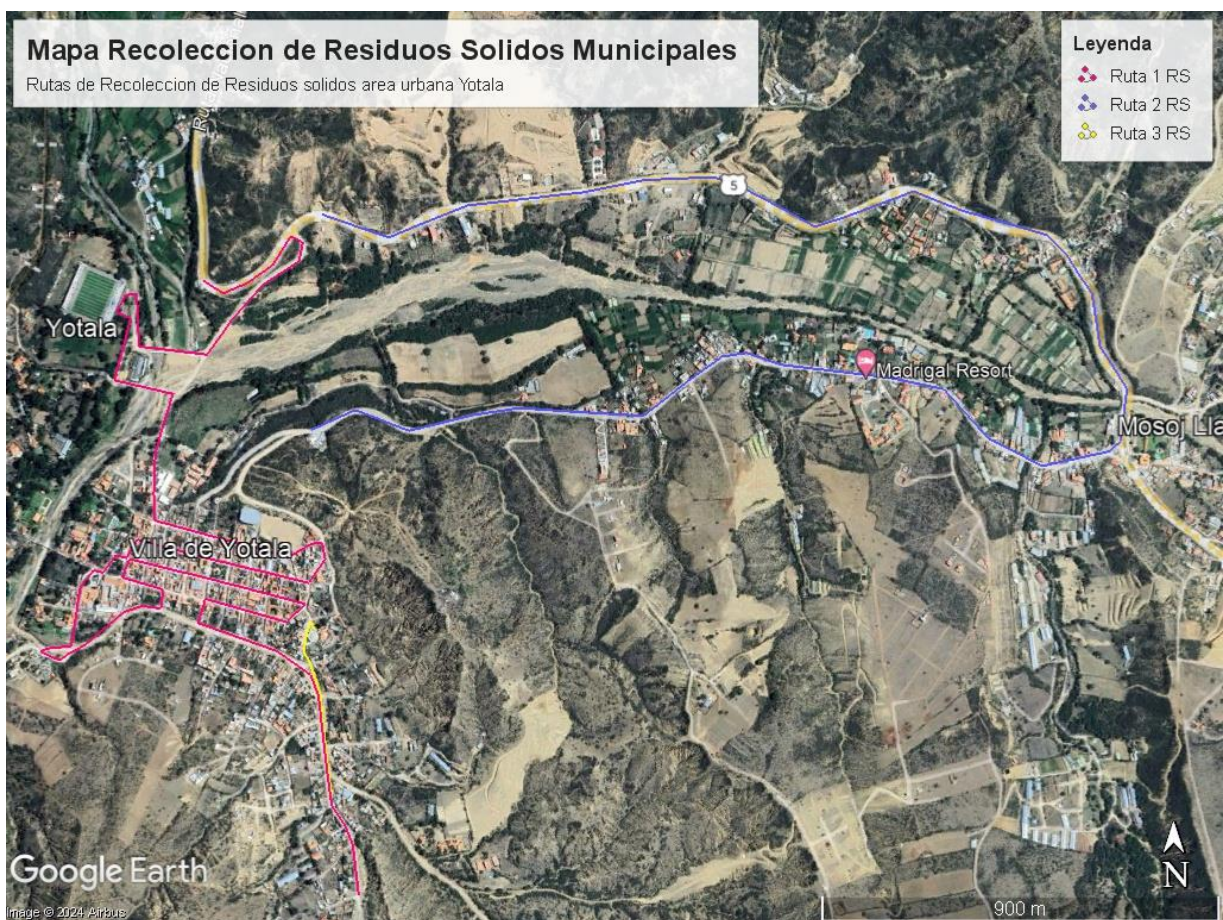 Mapa Recoleccion de Residuos Solidos Municipales
Rutas de Recoleccion de Residuos solidos area urbana Yotala
Leyenda
Ruta 1 RS
Ruta 2 RS
Ruta 3 RS
5
Yotala
Madrigal Resort
Mosoj Lla
Villa de Yotala
Google Earth
Image © 2024 Airbus
N
900 m